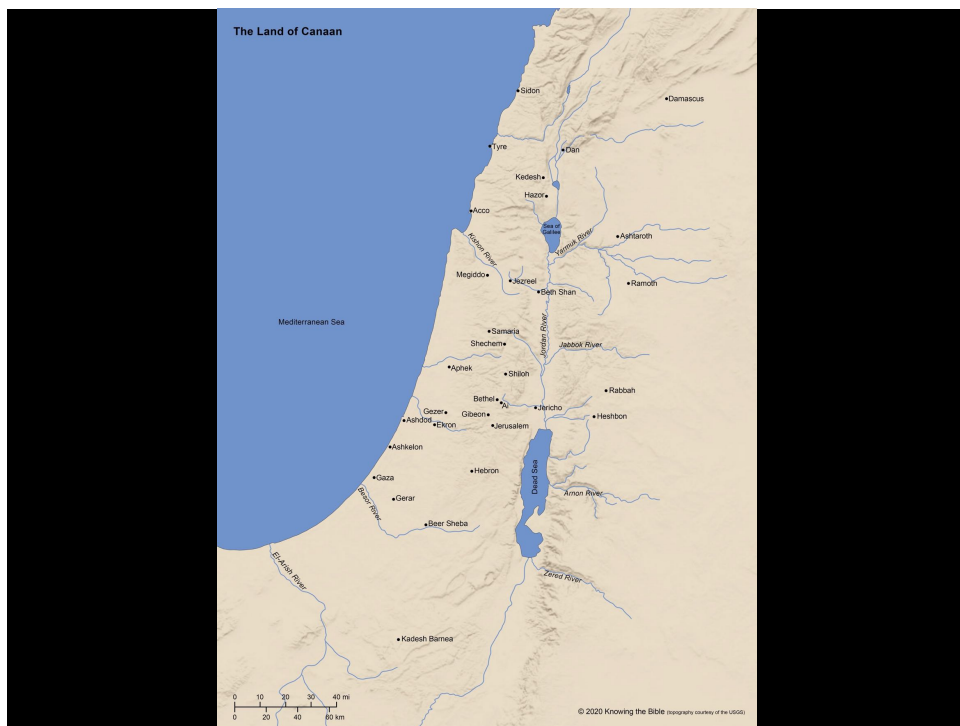 The Land of Canaan
Sidon
Damascus
Tyre
Dan
Kedesh
Hazor
Acco
Sea of
Galilee
Kishon River
Yarmuk River
Ashtaroth
Megiddo
Jezreel
Ramoth
Beth Shan
Mediterranean Sea
Jordan River
Samaria
Shechem
Jabbok River
Aphek
Shiloh
Rabbah
Bethel
Ai
Jericho
Gezer
Gibeon
Heshbon
Ashdod
Ekron
Jerusalem
Ashkelon
Hebron
Dead Sea
Gaza
Besor River
Gerar
Arnon River
Beer Sheba
El-Arish River
Zered River
Kadesh Barnea
0 10 20 30 40 mi
0 20 40 60 km
© 2020 Knowing the Bible (topography courtesy of the USGS)